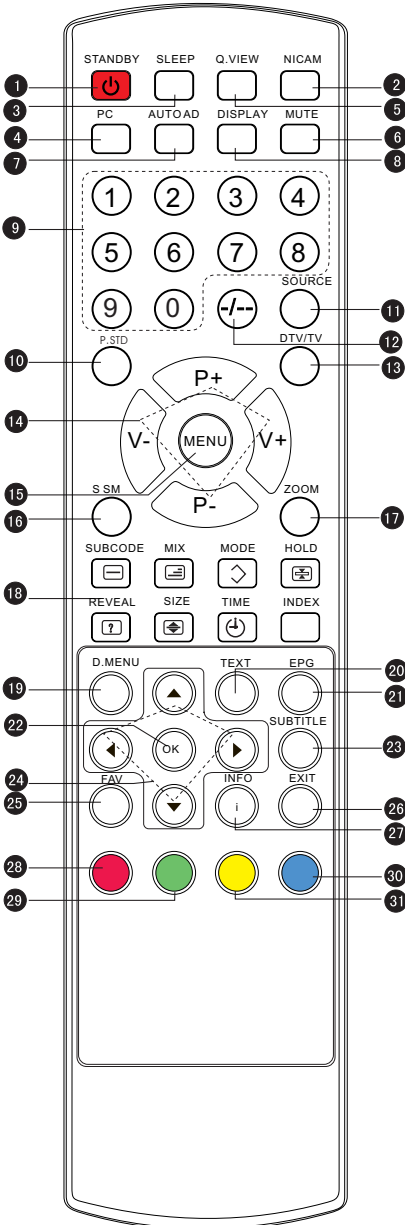 STANDBY SLEEP Q.VIEW NICAM
1 2
3 5
PC AUTO AD DISPLAY MUTE
4 6
7 8
1 2 3 4
9
5 6 7 8
SOURCE
9 0 -/-- 11
12
P.STD DTV/TV
10 13
P+
14
V- MENU V+
15
P-
S SM ZOOM
16 17
SUBCODE MIX MODE HOLD
18
REVEAL SIZE TIME INDEX
?
D.MENU TEXT EPG
19 20
21
SUBTITLE
22
OK 23
24
FAV INFO EXIT
25 i 26
27
28
29 30
31